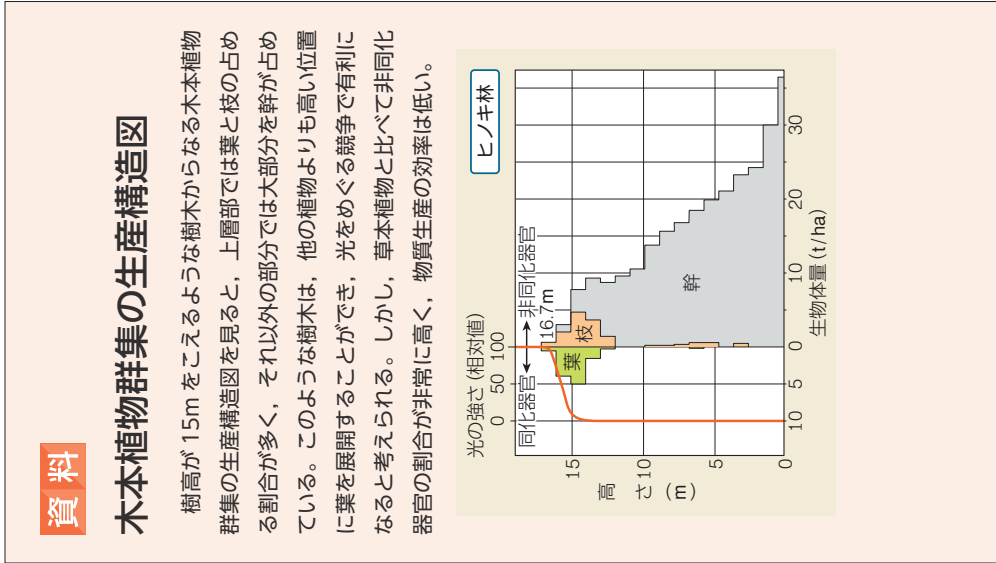 資料
木本植物群集の生産構造図
樹高が 15m をこえるような樹木からなる木本植物
群集の生産構造図を見ると，上層部では葉と枝の占め
る割合が多く，それ以外の部分では大部分を幹が占め
ている。このような樹木は，他の植物よりも高い位置
に葉を展開することができ，光をめぐる競争で有利に
なると考えられる。しかし，草本植物と比べて非同化
器官の割合が非常に高く，物質生産の効率は低い。
ヒノキ林
光の強さ（相対値）
0 50 100
同化器官 非同化器官
16.7m
葉 枝
幹
15
10
5
0
高さ（m）
10 5 0 10 20 30
生物体量（t/ha）